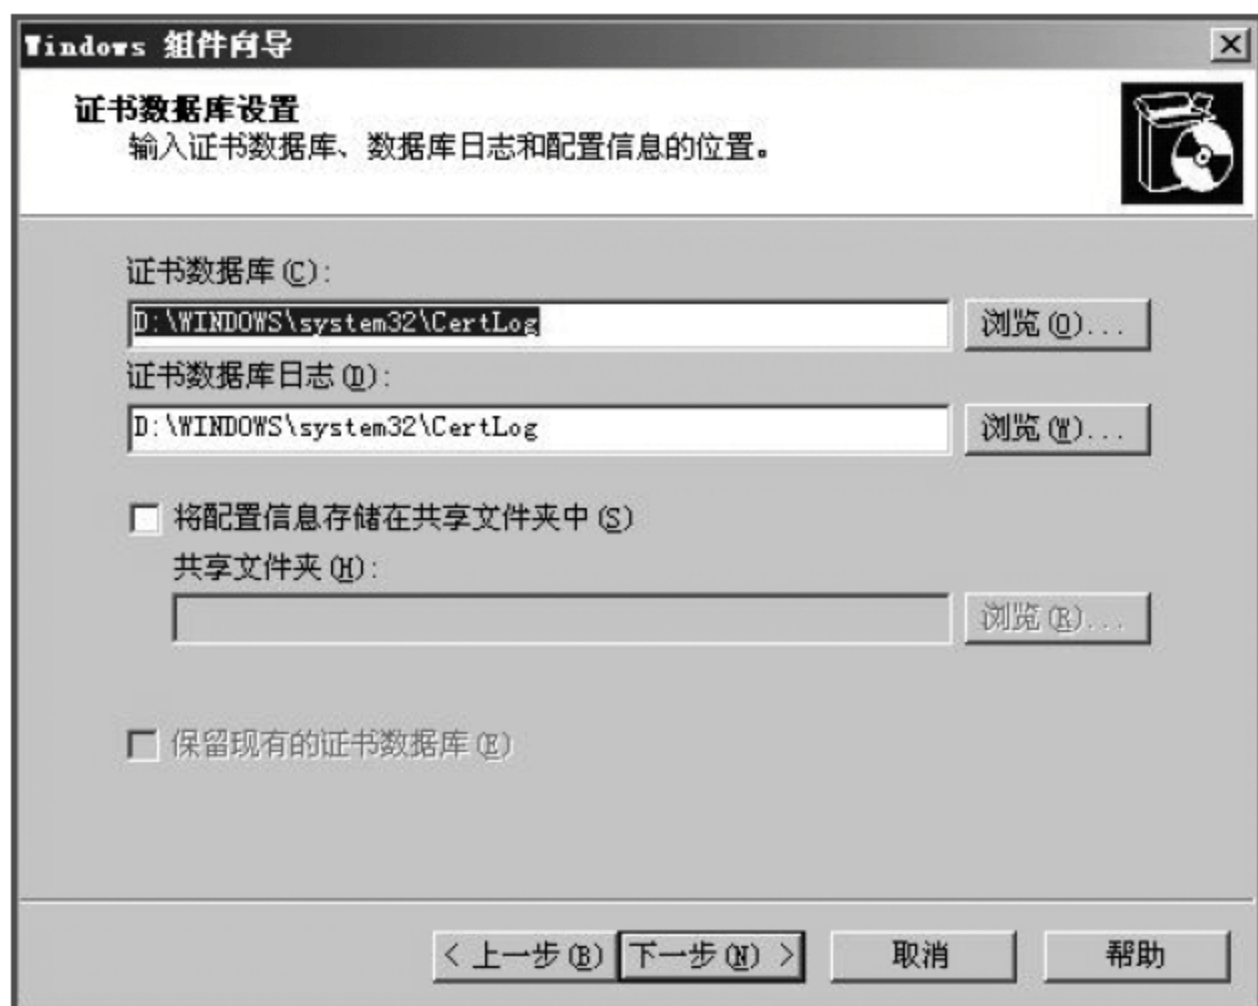 Windows 组件向导
证书数据库设置
输入证书数据库、数据库日志和配置信息的位置。
证书数据库(C):
D:\WINDOWS\system32\CertLog 浏览(O)...
证书数据库日志(D):
D:\WINDOWS\system32\CertLog 浏览(W)...
将配置信息存储在共享文件夹中(S)
共享文件夹(H):
浏览(R)...
保留现有的证书数据库(E)
< 上一步(B) 下一步(N) > 取消 帮助